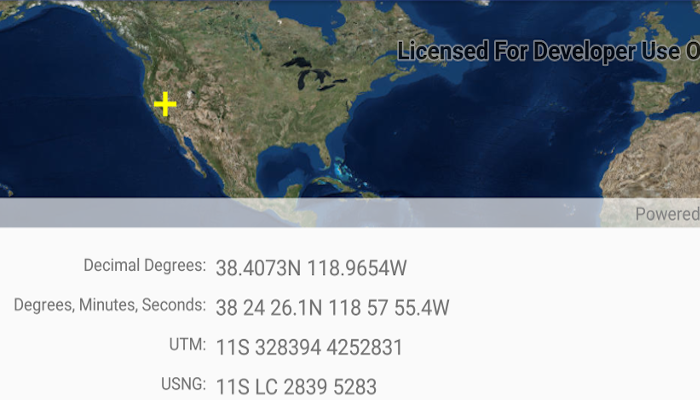 Licensed For Developer Use O
Powered
Decimal Degrees: 38.4073N 118.9654W
Degrees, Minutes, Seconds: 38 24 26.1N 118 57 55.4W
UTM: 11S 328394 4252831
USNG: 11S LC 2839 5283